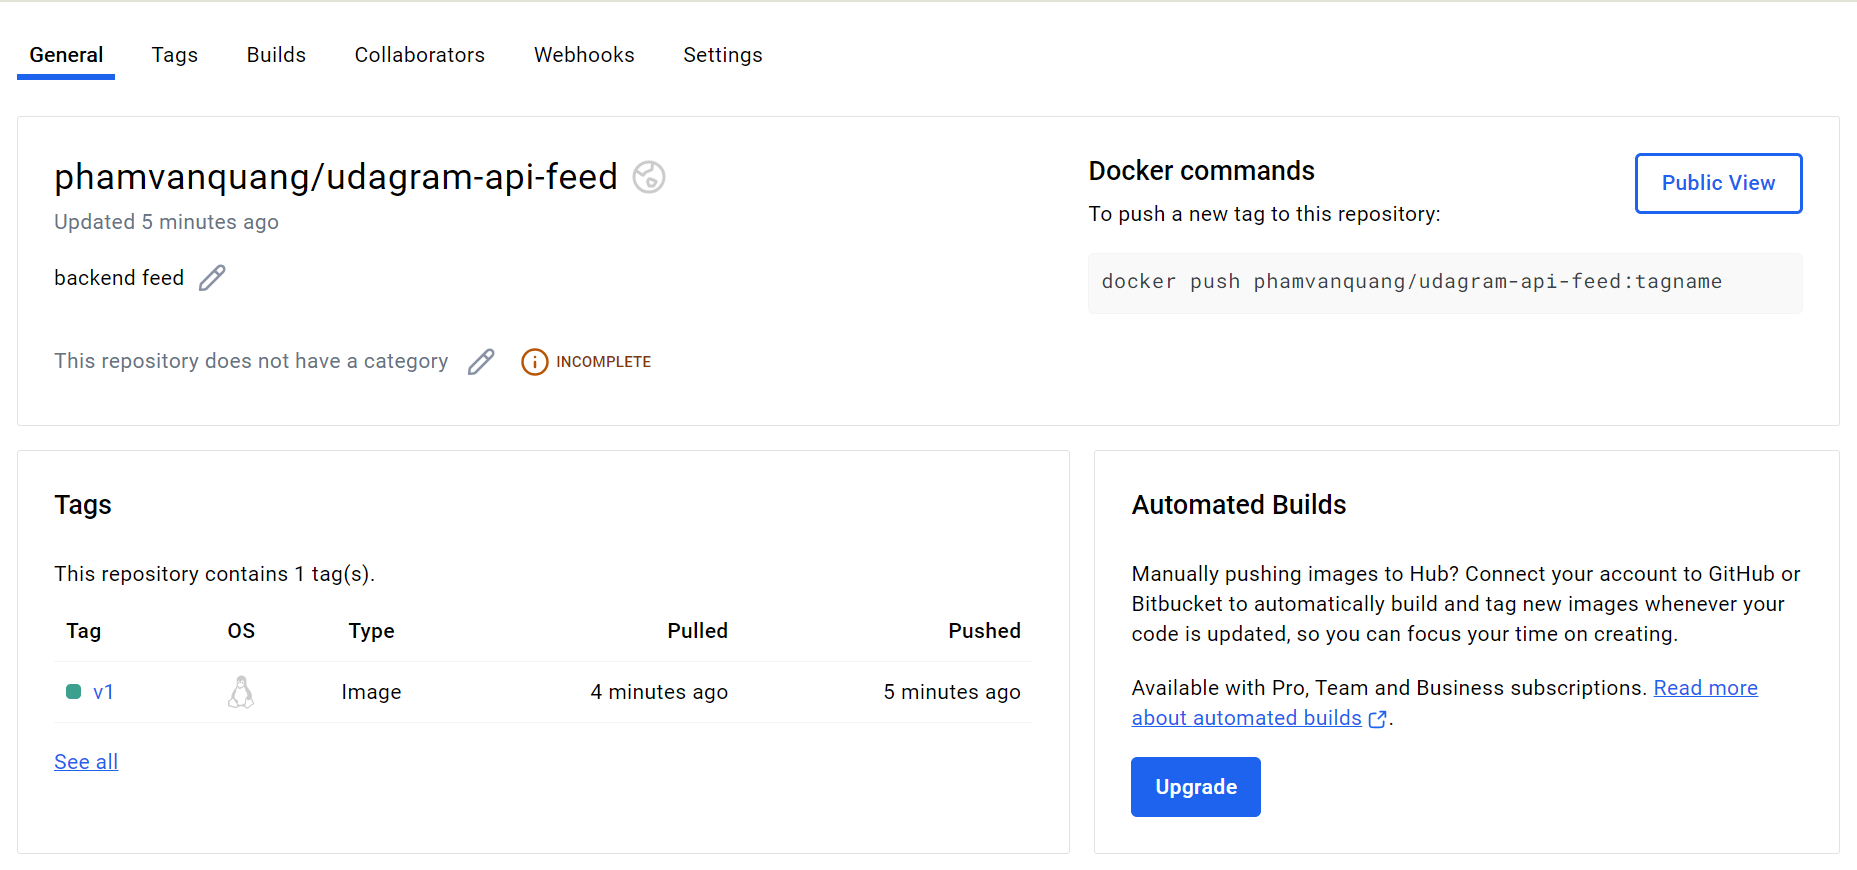 General Tags Builds Collaborators Webhooks Settings
phamvanquang/udagram-api-feed
Updated 5 minutes ago
backend feed
This repository does not have a category INCOMPLETE
Docker commands
Public View
To push a new tag to this repository:
docker push phamvanquang/udagram-api-feed:tagname
Tags
This repository contains 1 tag(s).
Tag OS Type Pulled Pushed
v1 Image 4 minutes ago 5 minutes ago
See all
Automated Builds
Manually pushing images to Hub? Connect your account to GitHub or
Bitbucket to automatically build and tag new images whenever your
code is updated, so you can focus your time on creating.
Available with Pro, Team and Business subscriptions. Read more
about automated builds .
Upgrade